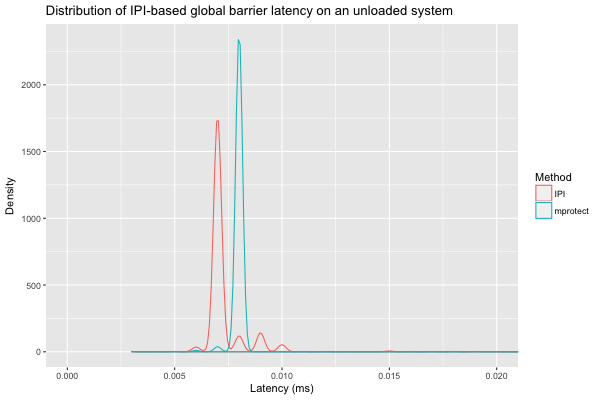 Distribution of IPI-based global barrier latency on an unloaded system
Density
2000
1500
1000
500
0
0.000
0.005
0.010
0.015
0.020
Latency (ms)
Method
IPI
mprotect